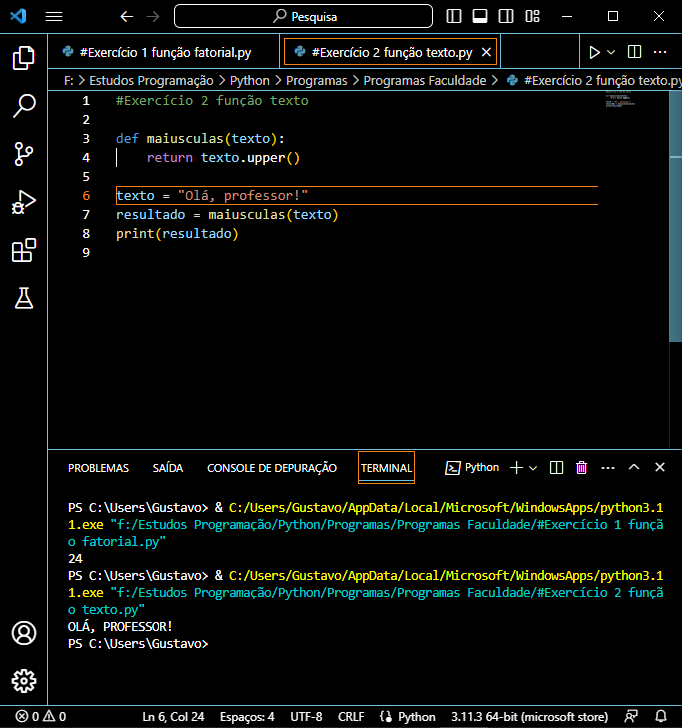 Pesquisa
#Exercício 1 função fatorial.py
#Exercício 2 função texto.py
F: > Estudos Programação > Python > Programas > Programas Faculdade > #Exercício 2 função texto.py
1 #Exercício 2 função texto
2
3 def maiusculas(texto):
4 return texto.upper()
5
6 texto = "Olá, professor!"
7 resultado = maiusculas(texto)
8 print(resultado)
9
PROBLEMAS SAÍDA CONSOLE DE DEPURAÇÃO TERMINAL Python
PS C:\Users\Gustavo> & C:/Users/Gustavo/AppData/Local/Microsoft/WindowsApps/python3.1
1.exe "f:/Estudos Programação/Python/Programas/Programas Faculdade/#Exercício 1 funçã
o fatorial.py"
24
PS C:\Users\Gustavo> & C:/Users/Gustavo/AppData/Local/Microsoft/WindowsApps/python3.1
1.exe "f:/Estudos Programação/Python/Programas/Programas Faculdade/#Exercício 2 funçã
o texto.py"
OLÁ, PROFESSOR!
PS C:\Users\Gustavo>
0 0 Ln 6, Col 24 Espaços: 4 UTF-8 CRLF Python 3.11.3 64-bit (microsoft store)